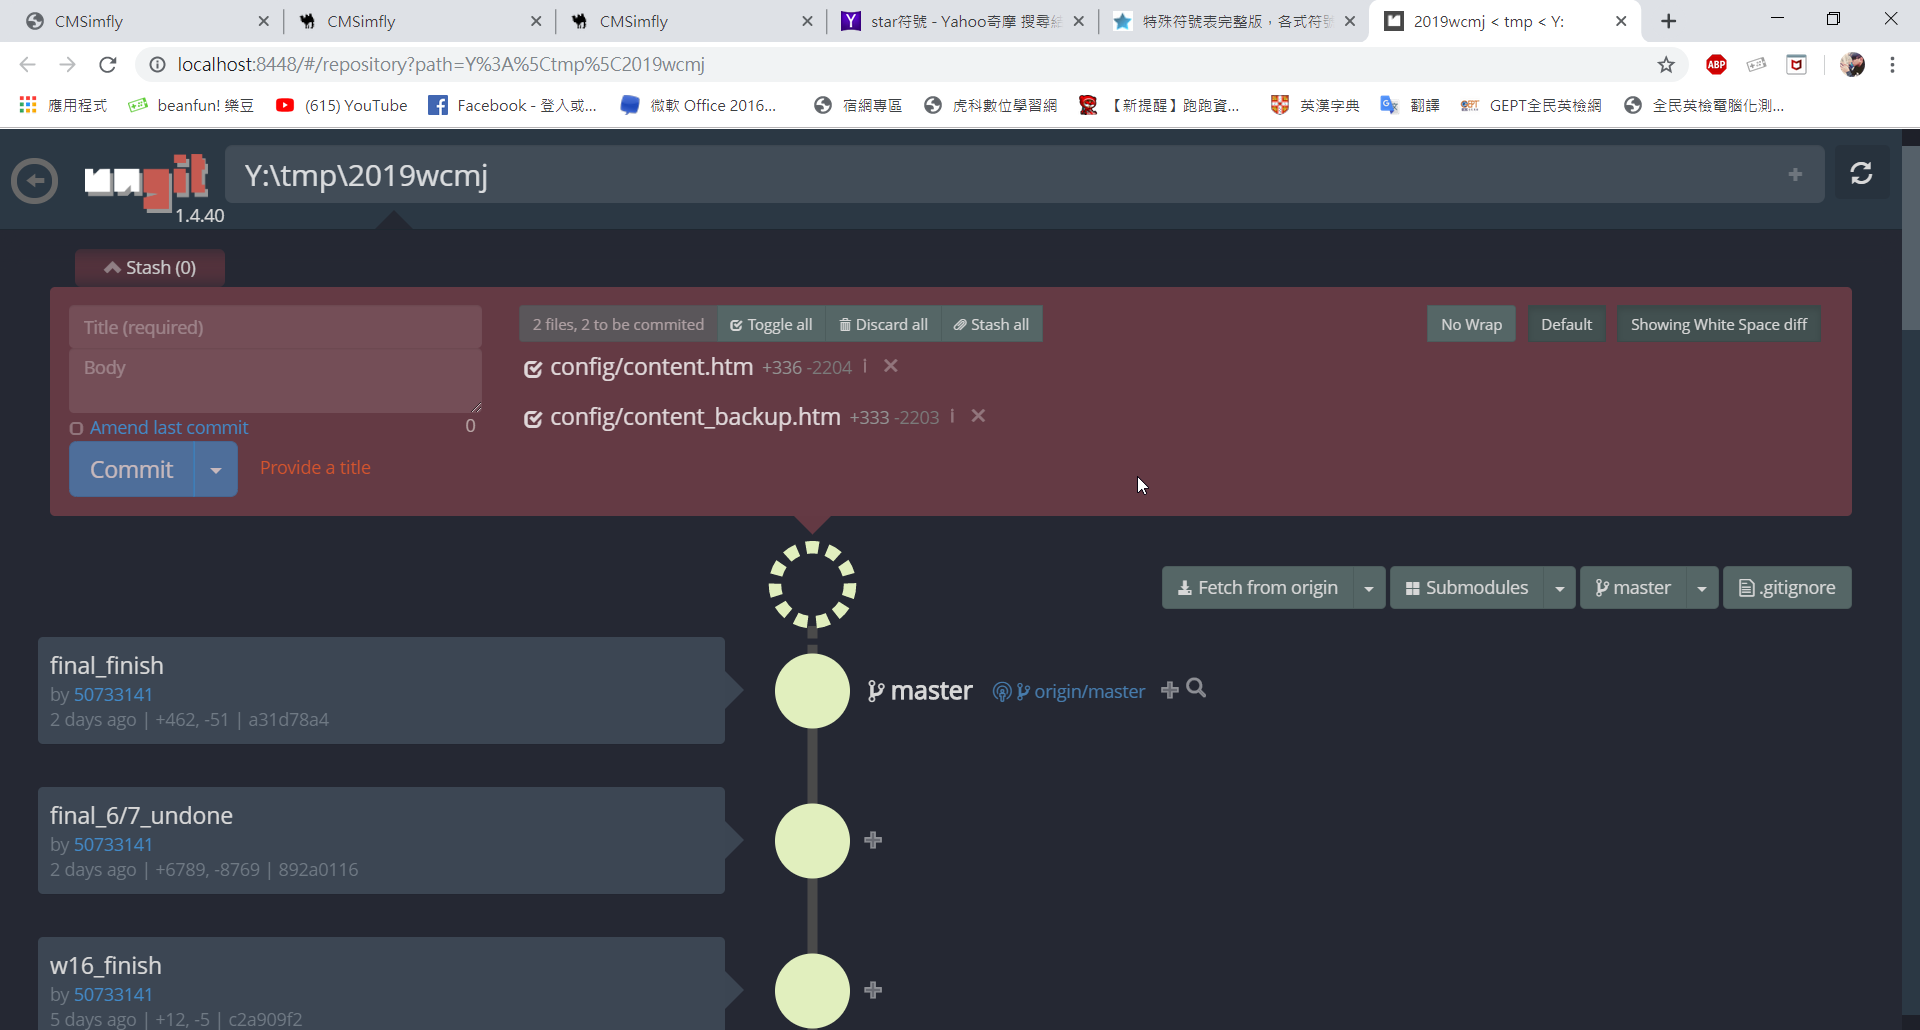 CMSimfly
CMSimfly
CMSimfly
star符號 - Yahoo奇摩 搜尋結
特殊符號表完整版，各式符號
2019wcmj < tmp < Y:
localhost:8448/#/repository?path=Y%3A%5Ctmp%5C2019wcmj
ABP
應用程式
beanfun! 樂豆
(615) YouTube
Facebook - 登入或...
微軟 Office 2016...
宿網專區
虎科數位學習網
【新提醒】跑跑資...
英漢字典
翻譯
GEPT全民英檢網
全民英檢電腦化測...
ungit
1.4.40
Y:\tmp\2019wcmj
Stash (0)
Title (required)
Body
Amend last commit
0
Commit
Provide a title
2 files, 2 to be commited
Toggle all
Discard all
Stash all
No Wrap
Default
Showing White Space diff
config/content.htm +336 -2204
config/content_backup.htm +333 -2203
Fetch from origin
Submodules
master
.gitignore
final_finish
by 50733141
2 days ago | +462, -51 | a31d78a4
master
origin/master
final_6/7_undone
by 50733141
2 days ago | +6789, -8769 | 892a0116
w16_finish
by 50733141
5 days ago | +12, -5 | c2a909f2